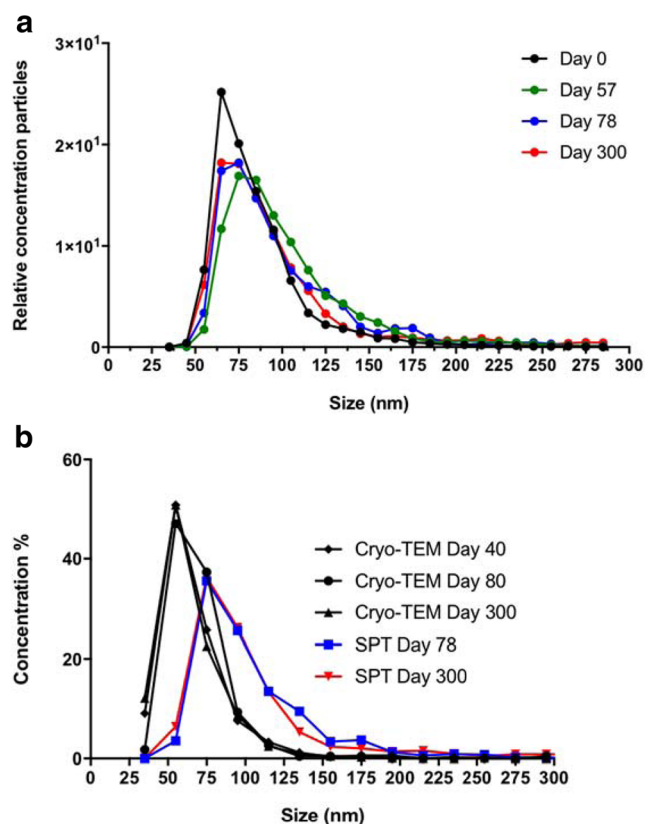 a
Relative concentration particles
3×10¹
2×10¹
1×10¹
0
0 25 50 75 100 125 150 175 200 225 250 275 300
Size (nm)
Day 0
Day 57
Day 78
Day 300
b
Concentration %
60
40
20
0
0 25 50 75 100 125 150 175 200 225 250 275 300
Size (nm)
Cryo-TEM Day 40
Cryo-TEM Day 80
Cryo-TEM Day 300
SPT Day 78
SPT Day 300